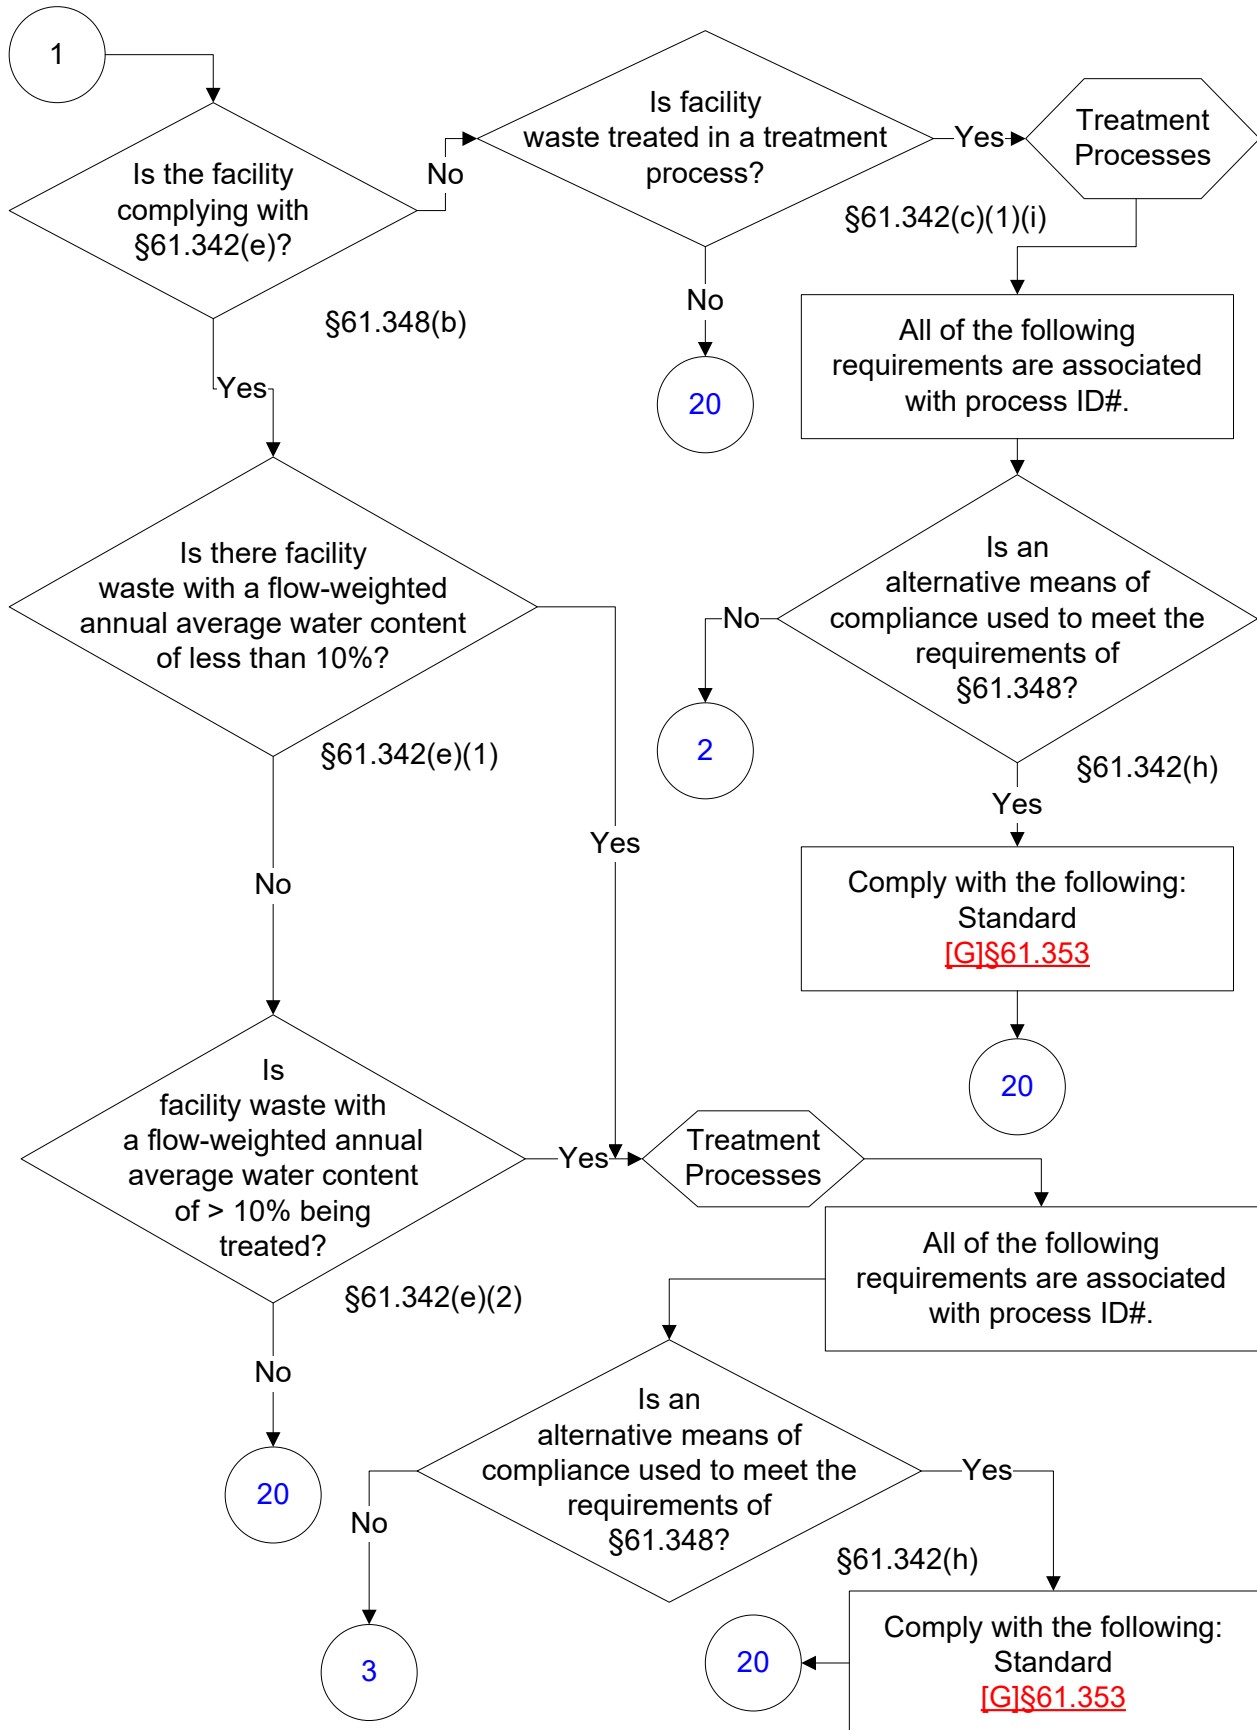 1
Is the facility
complying with
§61.342(e)?
§61.348(b)
No
Yes
Is facility
waste treated in a treatment
process?
§61.342(c)(1)(i)
Yes
No
20
Treatment
Processes
All of the following
requirements are associated
with process ID#.
Is an
alternative means of
compliance used to meet the
requirements of
§61.348?
§61.342(h)
No
2
Yes
Comply with the following:
Standard
[G]§61.353
20
Is there facility
waste with a flow-weighted
annual average water content
of less than 10%?
§61.342(e)(1)
Yes
No
Is
facility waste with
a flow-weighted annual
average water content
of > 10% being
treated?
§61.342(e)(2)
Yes
No
20
Treatment
Processes
All of the following
requirements are associated
with process ID#.
Is an
alternative means of
compliance used to meet the
requirements of
§61.348?
§61.342(h)
No
3
Yes
Comply with the following:
Standard
[G]§61.353
20